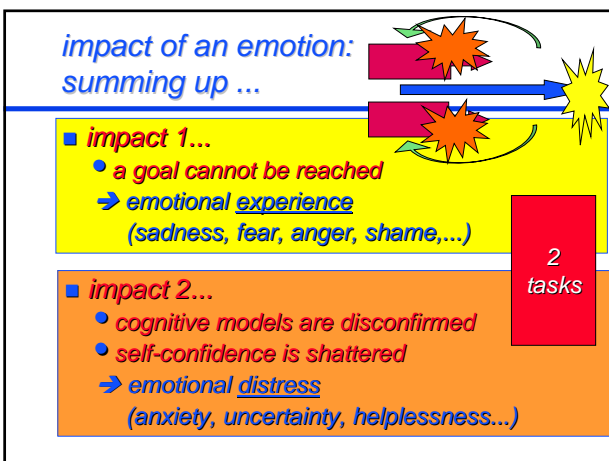 impact of an emotion:
summing up ...
impact 1...
a goal cannot be reached
➔ emotional experience
(sadness, fear, anger, shame,...)
2
tasks
impact 2...
cognitive models are disconfirmed
self-confidence is shattered
➔ emotional distress
(anxiety, uncertainty, helplessness...)